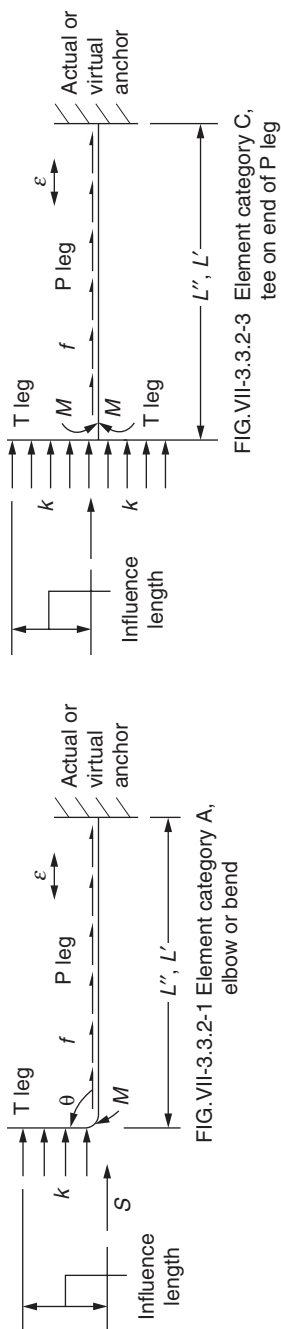 T leg
k
S
Influence
length
θ
M
f
P leg
ε
Actual or
virtual
anchor
L″, L′
FIG.VII-3.3.2-1 Element category A,
elbow or bend
T leg
k
k
Influence
length
M
M
T leg
f
P leg
ε
Actual or
virtual
anchor
L″, L′
FIG.VII-3.3.2-3 Element category C,
tee on end of P leg